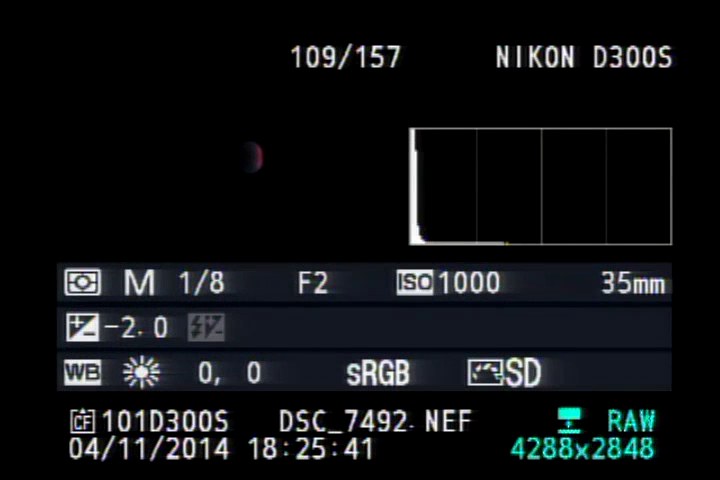 109/157 NIKON D300S
M 1/8 F2 ISO 1000 35mm
-2.0
WB 0, 0 sRGB SD
CF 101D300S DSC_7492.NEF RAW
04/11/2014 18:25:41 4288x2848